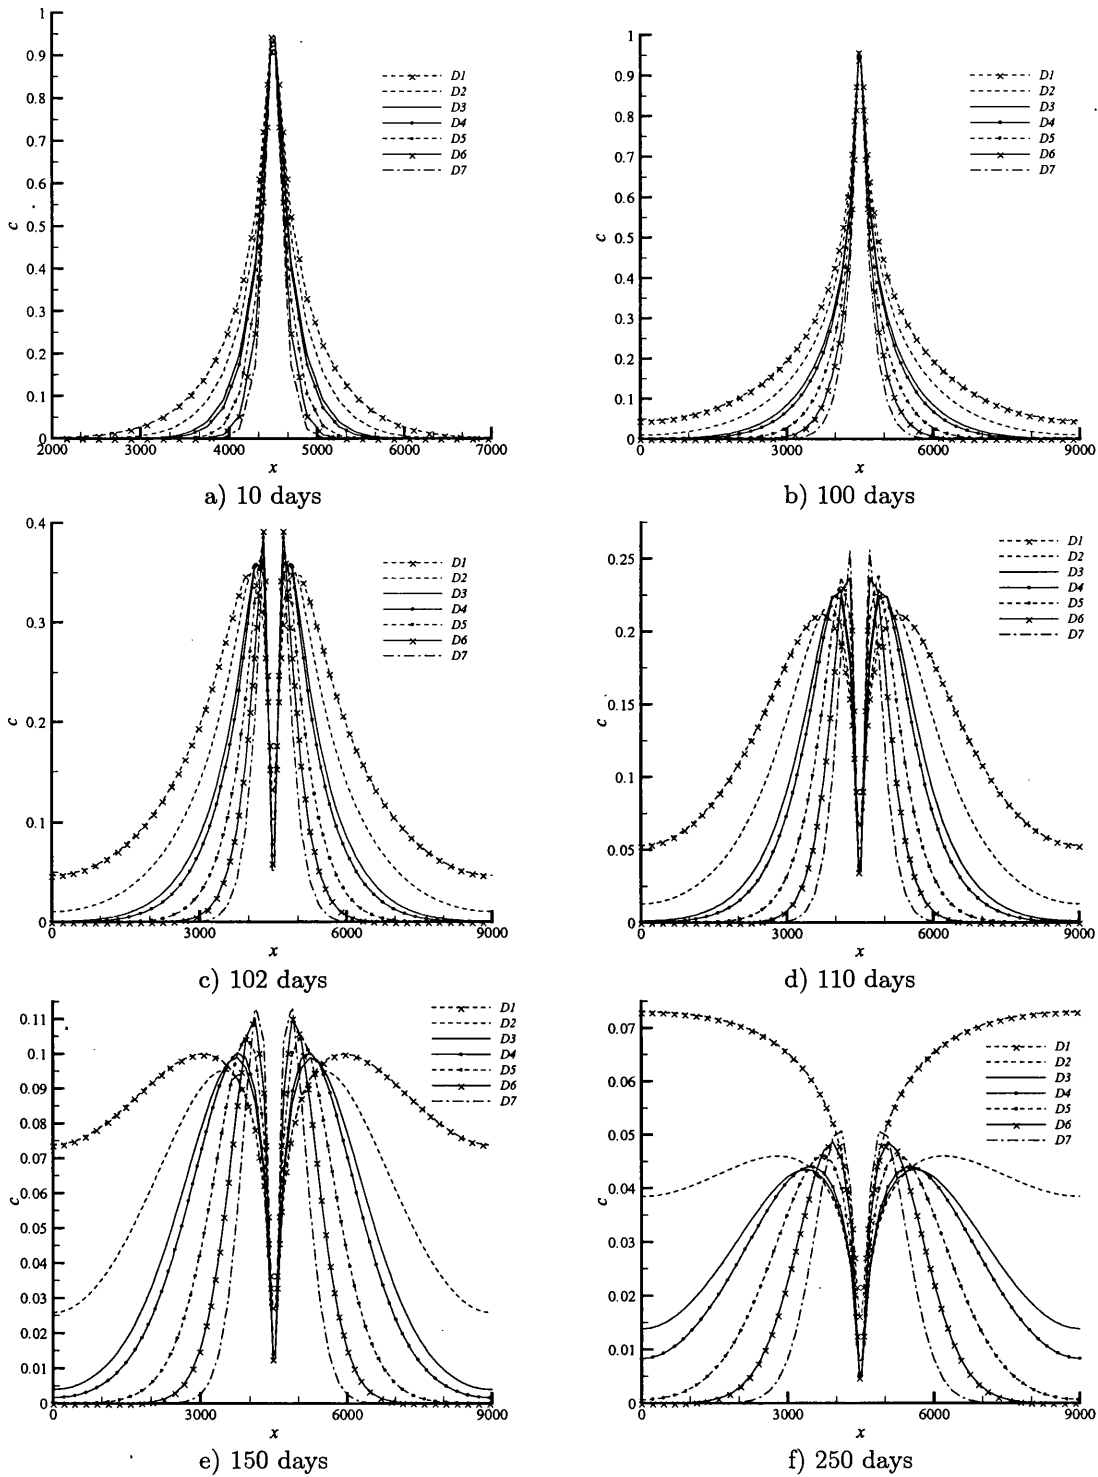 1
0.9
0.8
0.7
0.6
0.5
0.4
0.3
0.2
0.1
0
c
2000 3000 4000 5000 6000 7000
x
D1
D2
D3
D4
D5
D6
D7
a) 10 days
1
0.9
0.8
0.7
0.6
0.5
0.4
0.3
0.2
0.1
0
c
0 3000 6000 9000
x
D1
D2
D3
D4
D5
D6
D7
b) 100 days
0.4
0.3
0.2
0.1
0
c
0 3000 6000 9000
x
D1
D2
D3
D4
D5
D6
D7
c) 102 days
0.25
0.2
0.15
0.1
0.05
0
c
0 3000 6000 9000
x
D1
D2
D3
D4
D5
D6
D7
d) 110 days
0.11
0.1
0.09
0.08
0.07
0.06
0.05
0.04
0.03
0.02
0.01
0
c
0 3000 6000 9000
x
D1
D2
D3
D4
D5
D6
D7
e) 150 days
0.07
0.06
0.05
0.04
0.03
0.02
0.01
0
c
0 3000 6000 9000
x
D1
D2
D3
D4
D5
D6
D7
f) 250 days